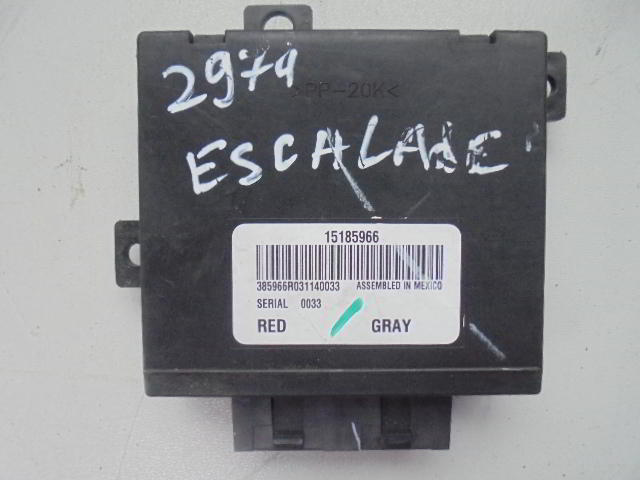 2974
>PP-20K<
ESCALADE
15185966
385966R031140033 ASSEMBLED IN MEXICO
SERIAL 0033
RED GRAY